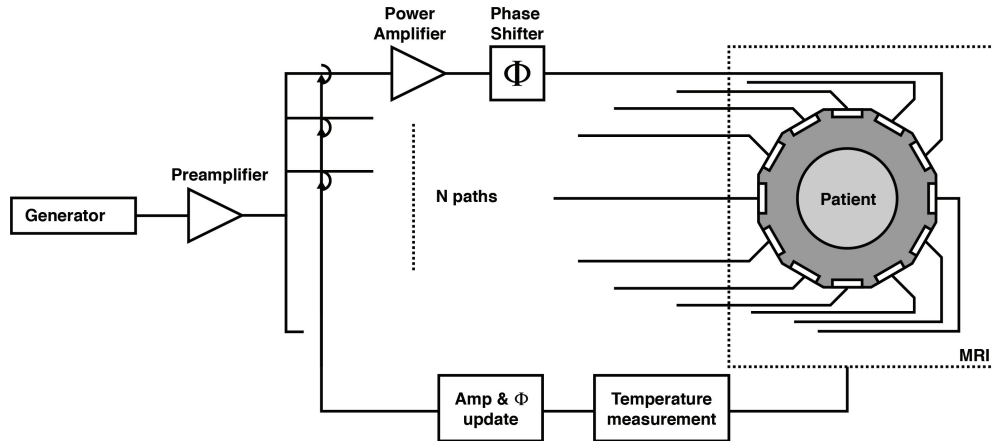 Power
Amplifier
Phase
Shifter
Φ
Preamplifier
Generator
N paths
Patient
MRI
Amp & Φ
update
Temperature
measurement